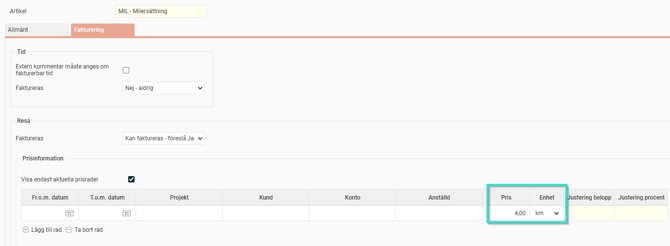 Artikel MIL - Milersättning
Allmänt Fakturering
Tid
Extern kommentar måste anges om
fakturerbar tid
Faktureras Nej - aldrig
Resa
Faktureras Kan faktureras - föreslå Ja
Prisinformation
Visa endast aktuella prisrader
Fr.o.m. datum T.o.m. datum Projekt Kund Konto Anställd Pris Enhet Justering belopp Justering procent
4,00 km
Lägg till rad Ta bort rad